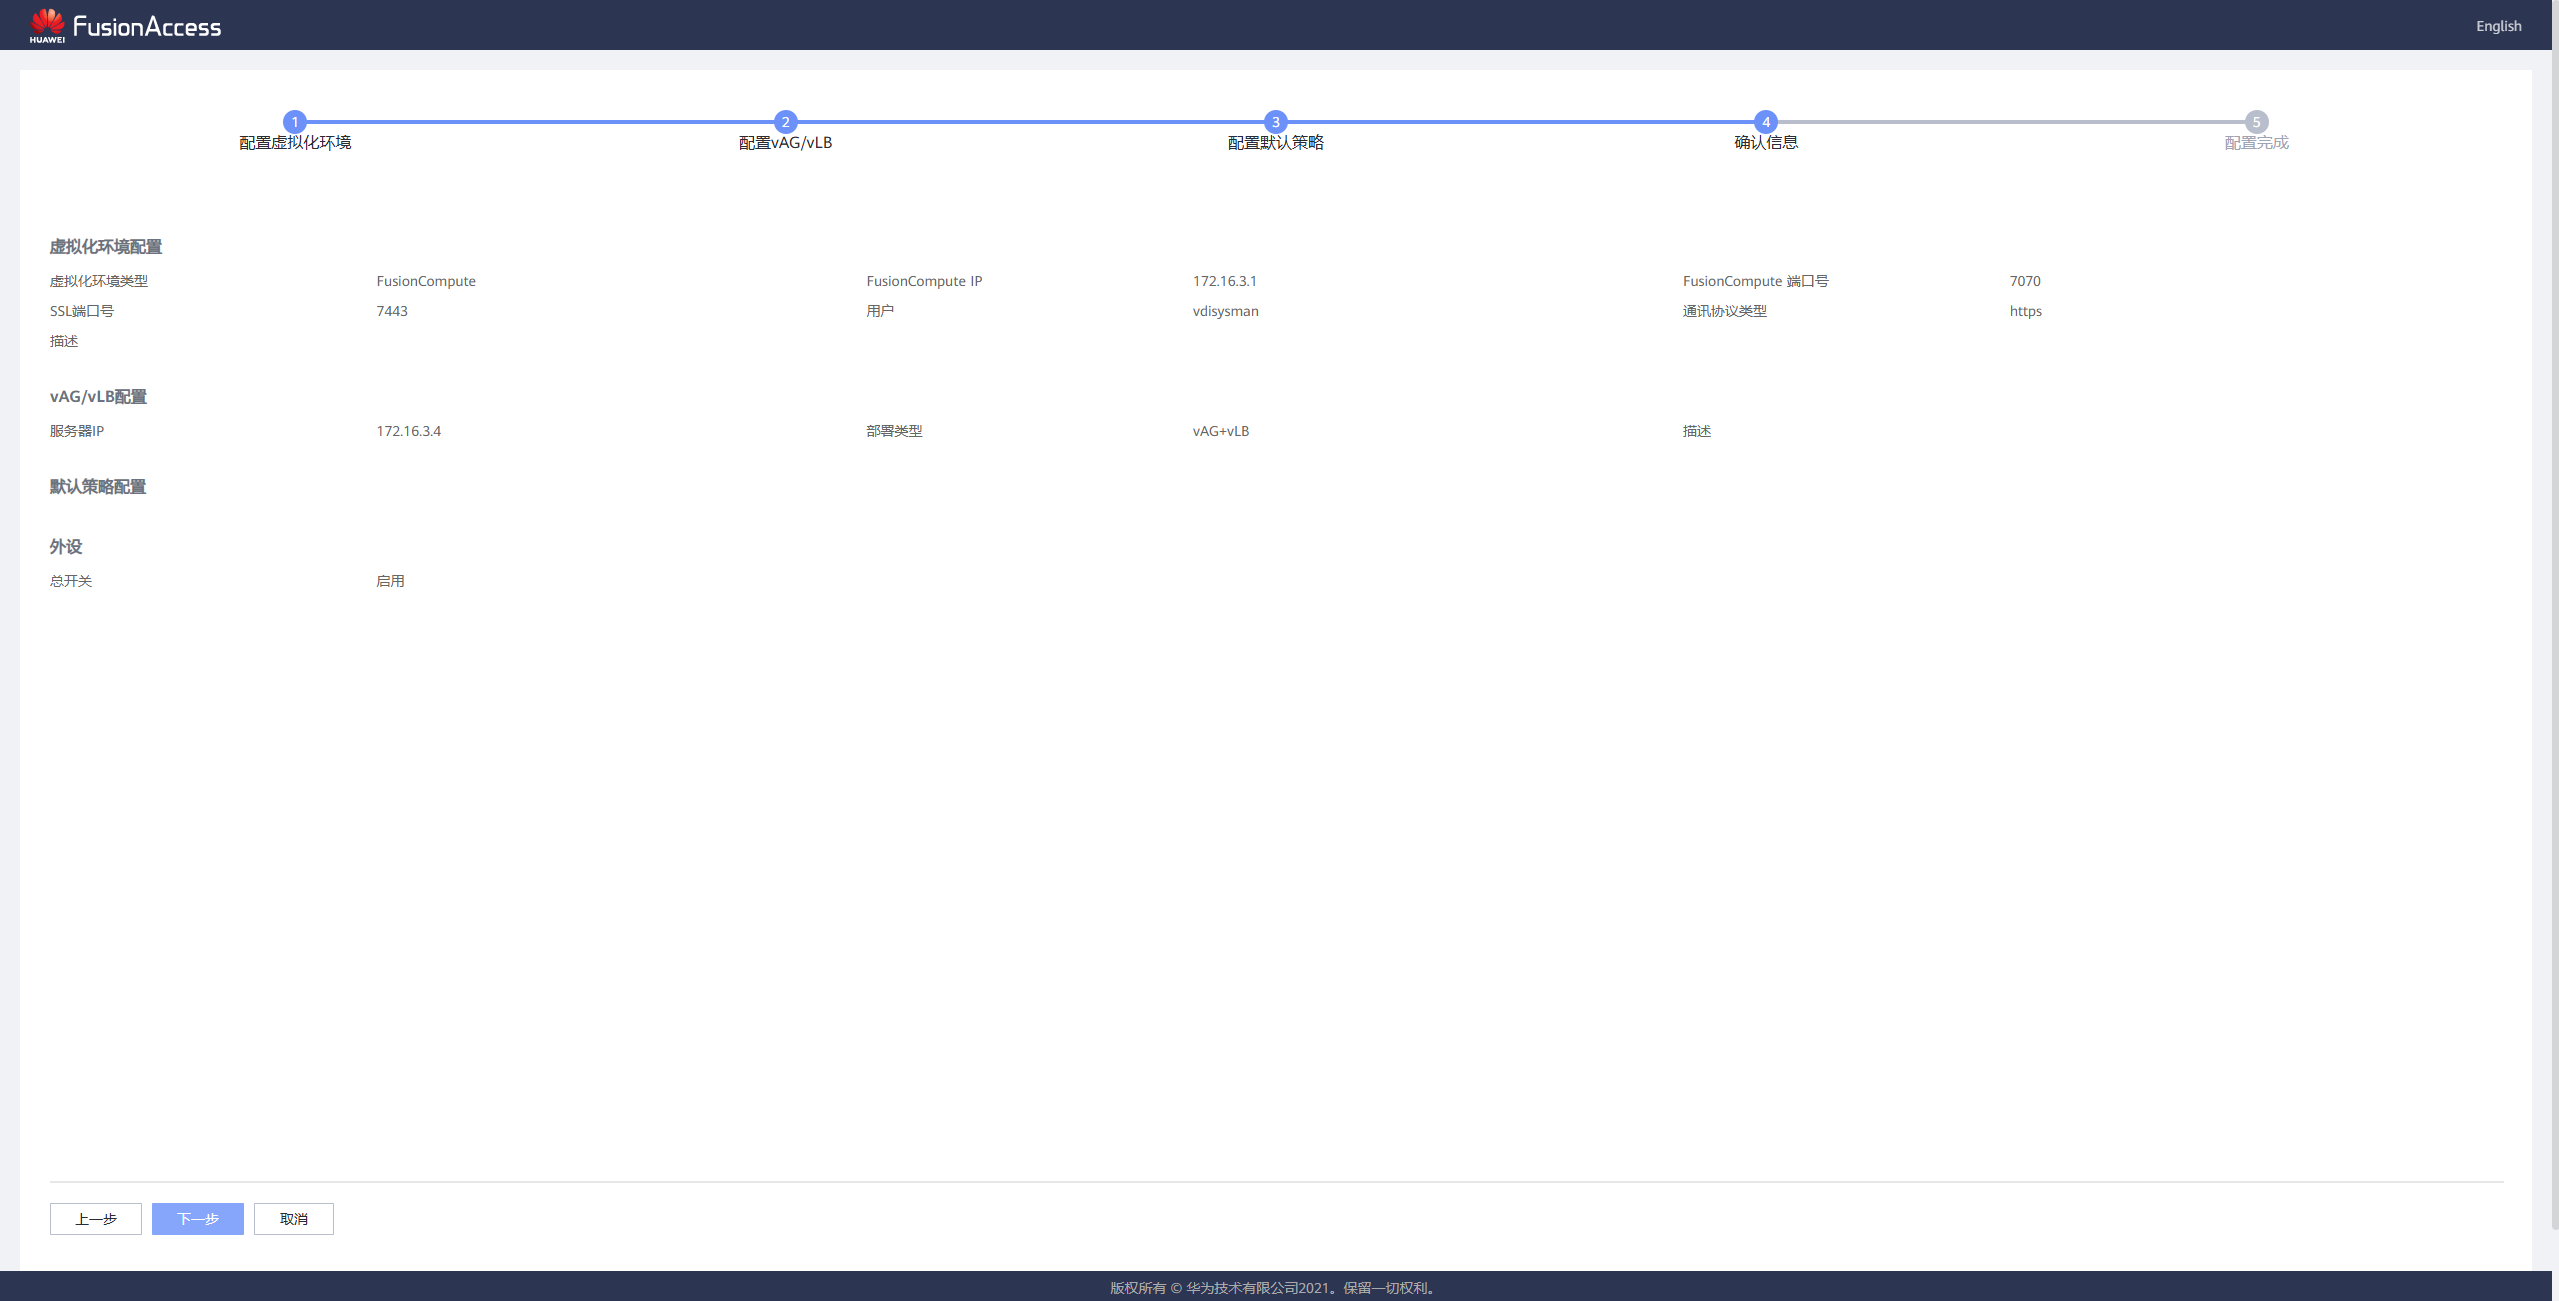 HUAWEI FusionAccess English
1 2 3 4 5
配置虚拟化环境 配置vAG/vLB 配置默认策略 确认信息 配置完成
虚拟化环境配置
虚拟化环境类型 FusionCompute FusionCompute IP 172.16.3.1 FusionCompute 端口号 7070
SSL端口号 7443 用户 vdisysman 通讯协议类型 https
描述
vAG/vLB配置
服务器IP 172.16.3.4 部署类型 vAG+vLB 描述
默认策略配置
外设
总开关 启用
上一步 下一步 取消
版权所有 © 华为技术有限公司2021。保留一切权利。